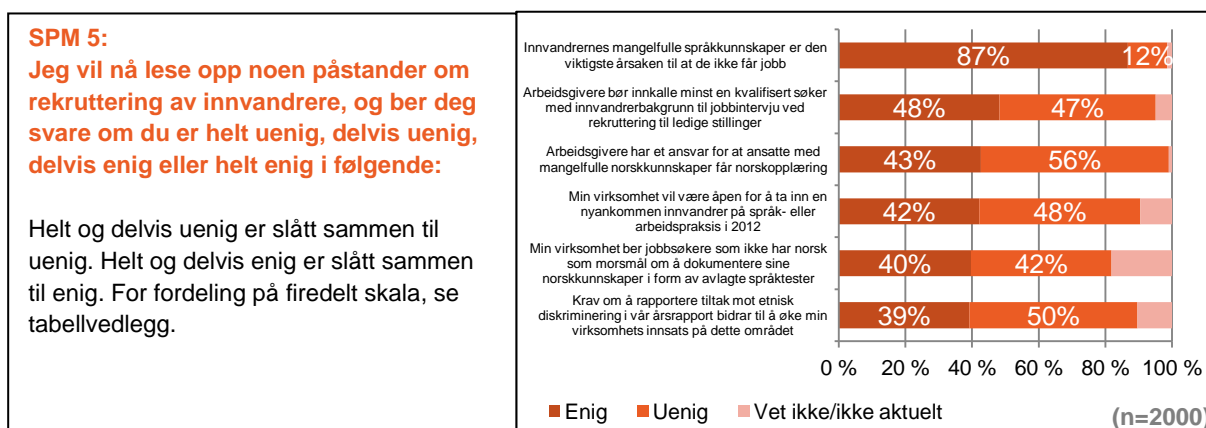 SPM 5:
Jeg vil nå lese opp noen påstander om
rekruttering av innvandrere, og ber deg
svare om du er helt uenig, delvis uenig,
delvis enig eller helt enig i følgende:
Helt og delvis uenig er slått sammen til
uenig. Helt og delvis enig er slått sammen
til enig. For fordeling på firedelt skala, se
tabellvedlegg.
Innvandrernes mangelfulle språkkunnskaper er den
viktigste årsaken til at de ikke får jobb
87% 12%
Arbeidsgivere bør innkalle minst en kvalifisert søker
med innvandrerbakgrunn til jobbintervju ved
rekruttering til ledige stillinger
48% 47%
Arbeidsgivere har et ansvar for at ansatte med
mangelfulle norskkunnskaper får norskopplæring
43% 56%
Min virksomhet vil være åpen for å ta inn en
nyankommen innvandrer på språk- eller
arbeidspraksis i 2012
42% 48%
Min virksomhet ber jobbsøkere som ikke har norsk
som morsmål om å dokumentere sine
norskkunnskaper i form av avlagte språktester
40% 42%
Krav om å rapportere tiltak mot etnisk
diskriminering i vår årsrapport bidrar til å øke min
virksomhets innsats på dette området
39% 50%
0 % 20 % 40 % 60 % 80 % 100 %
Enig Uenig Vet ikke/ikke aktuelt
(n=2000)